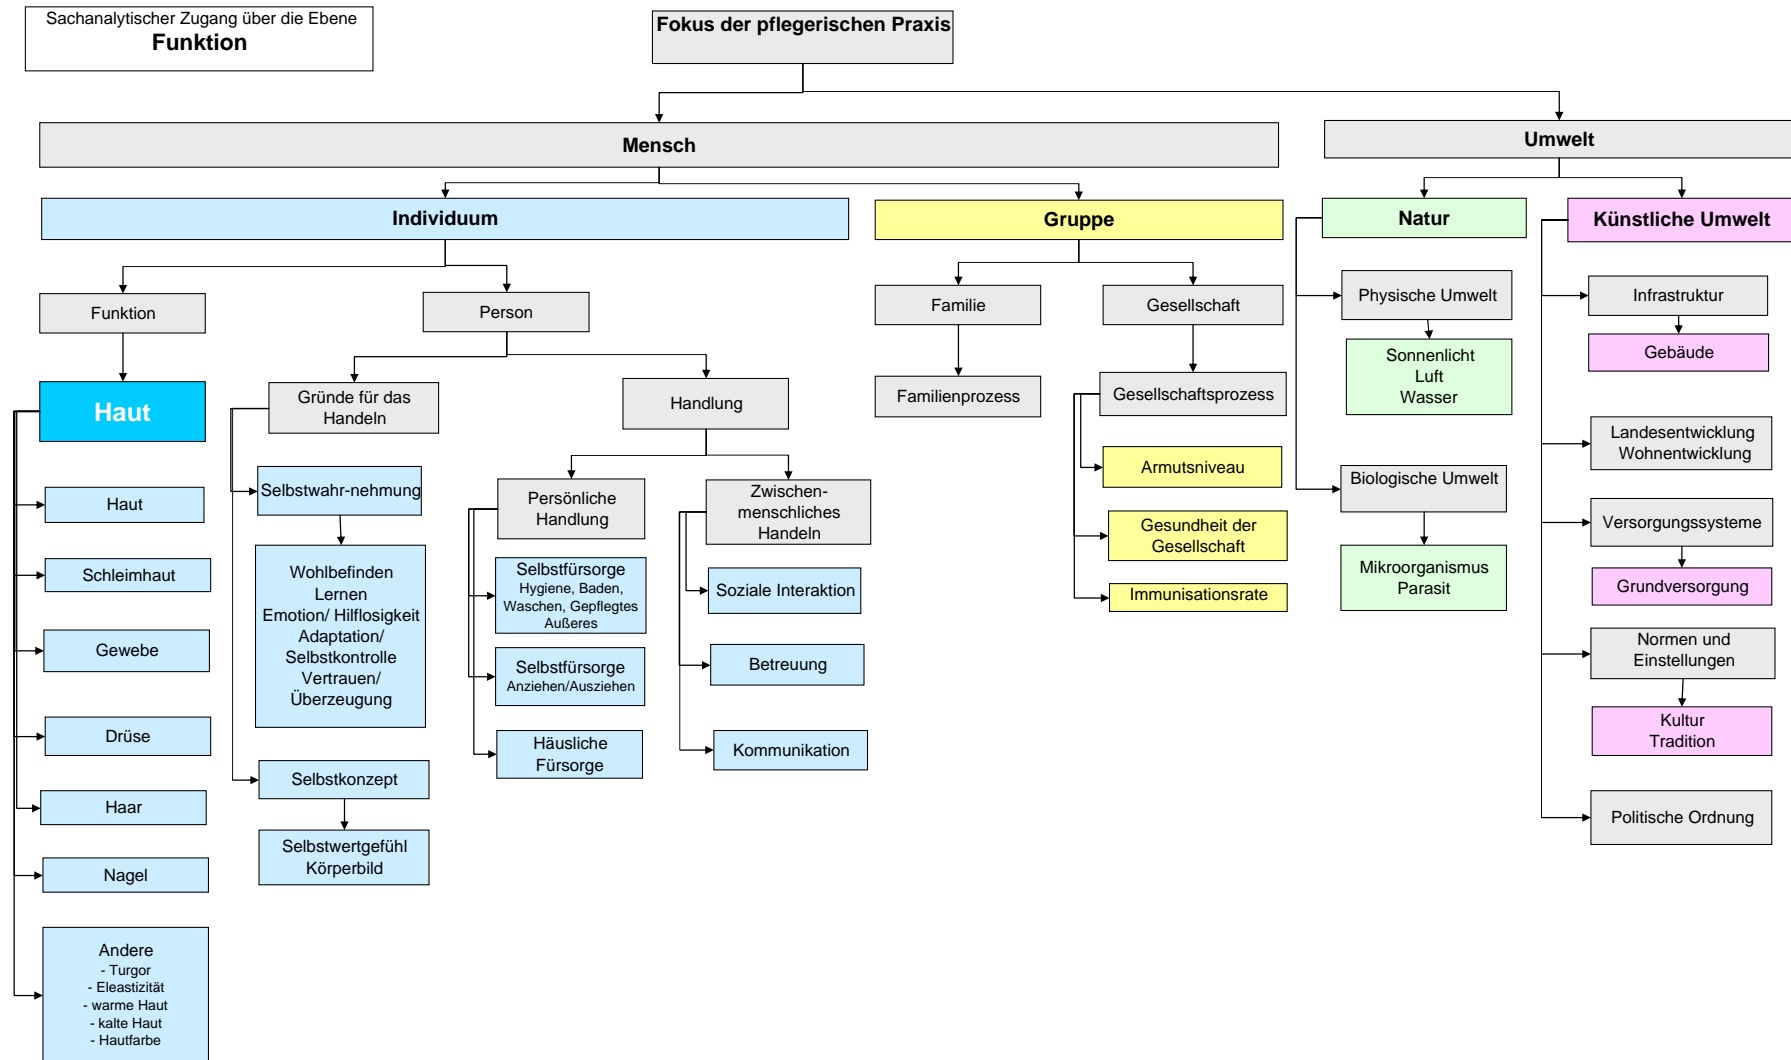 Sachanalytischer Zugang über die Ebene
Funktion
Fokus der pflegerischen Praxis
Mensch
Umwelt
Individuum
Gruppe
Natur
Künstliche Umwelt
Funktion
Person
Familie
Gesellschaft
Physische Umwelt
Infrastruktur
Sonnenlicht
Luft
Wasser
Gebäude
Haut
Gründe für das
Handeln
Handlung
Familienprozess
Gesellschaftsprozess
Landesentwicklung
Wohnentwicklung
Armutsniveau
Biologische Umwelt
Haut
Selbstwahr-nehmung
Persönliche
Handlung
Zwischen-
menschliches
Handeln
Gesundheit der
Gesellschaft
Versorgungssysteme
Schleimhaut
Wohlbefinden
Lernen
Emotion/ Hilflosigkeit
Adaptation/
Selbstkontrolle
Vertrauen/
Überzeugung
Selbstfürsorge
Hygiene, Baden,
Waschen, Gepflegtes
Außeres
Soziale Interaktion
Immunisationsrate
Mikroorganismus
Parasit
Grundversorgung
Gewebe
Selbstfürsorge
Anziehen/Ausziehen
Betreuung
Normen und
Einstellungen
Drüse
Häusliche
Fürsorge
Kommunikation
Kultur
Tradition
Haar
Selbstkonzept
Politische Ordnung
Nagel
Selbstwertgefühl
Körperbild
Andere
- Turgor
- Eleastizität
- warme Haut
- kalte Haut
- Hautfarbe